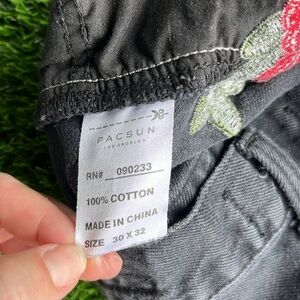 PACSUN
LOS ANGELES
RN# 090233
100% COTTON
MADE IN CHINA
SIZE 30 X 32